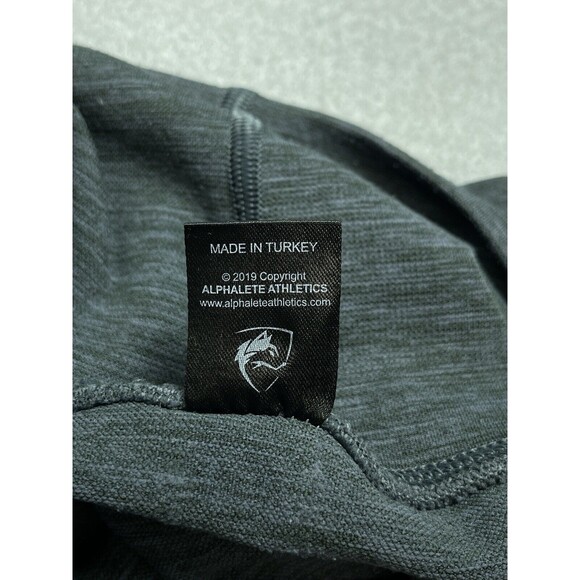 MADE IN TURKEY
© 2019 Copyright
ALPHALETE ATHLETICS
www.alphaleteathletics.com